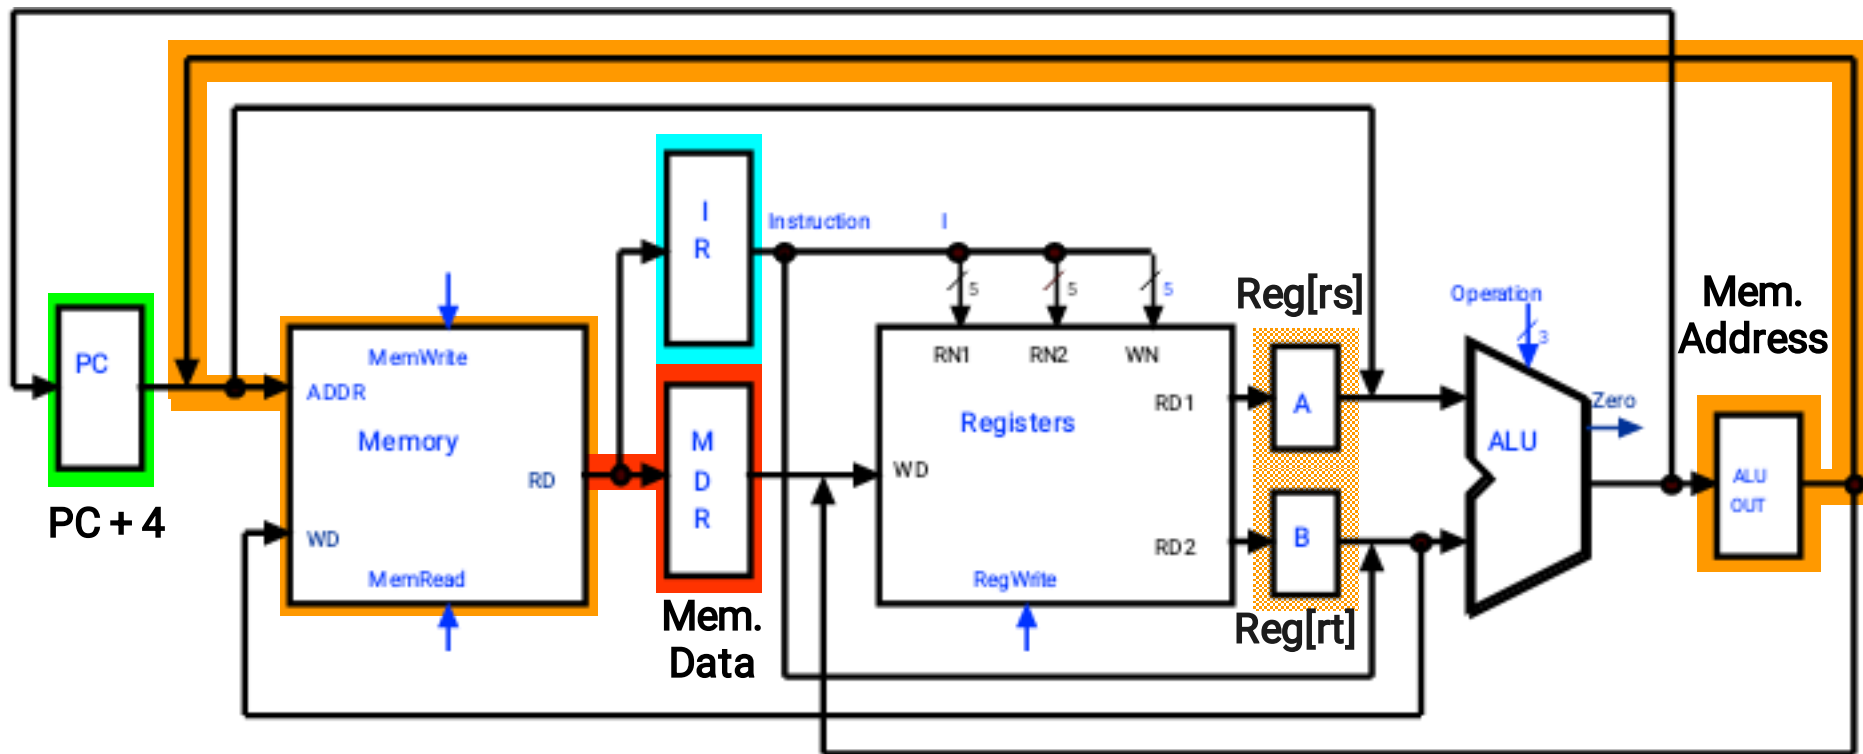 I
R
Instruction
I
5
5
5
Reg[rs]
Operation
3
Mem.
Address
PC
MemWrite
ADDR
Memory
RD
WD
MemRead
PC + 4
M
D
R
Mem.
Data
RN1
RN2
WN
RD1
Registers
WD
RD2
RegWrite
A
B
Reg[rt]
ALU
Zero
ALU
OUT